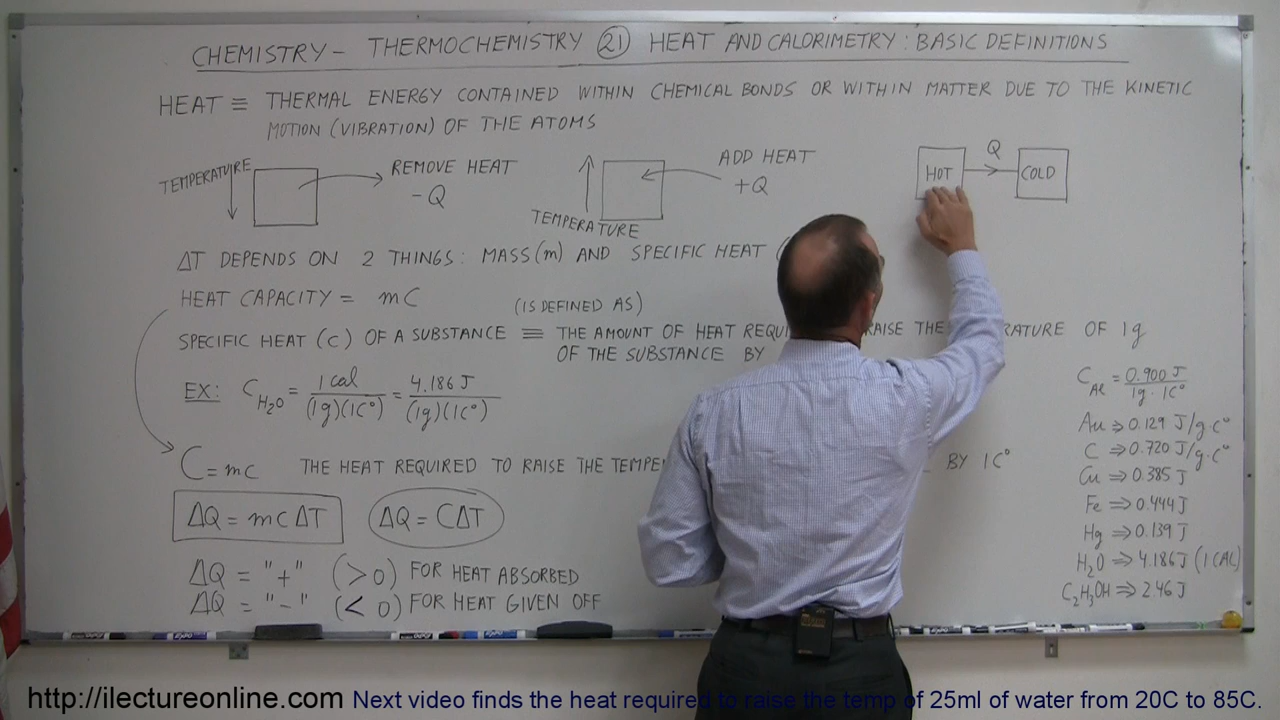 CHEMISTRY - THERMOCHEMISTRY 21 HEAT AND CALORIMETRY: BASIC DEFINITIONS
HEAT ≡ THERMAL ENERGY CONTAINED WITHIN CHEMICAL BONDS OR WITHIN MATTER DUE TO THE KINETIC
MOTION (VIBRATION) OF THE ATOMS
TEMPERATURE
REMOVE HEAT
-Q
TEMPERATURE
ADD HEAT
+Q
HOT
Q
COLD
ΔT DEPENDS ON 2 THINGS: MASS (m) AND SPECIFIC HEAT (
HEAT CAPACITY = mC
(IS DEFINED AS)
SPECIFIC HEAT (C) OF A SUBSTANCE ≡ THE AMOUNT OF HEAT RAISE THE OF 1g
OF THE SUBSTANCE BY
EX: C_H2O = 1 cal / (1g)(1C°) = 4.186 J / (1g)(1C°)
C = mc THE HEAT REQUIRED TO RAISE THE BY 1C°
ΔQ = mCΔT
ΔQ = CΔT
ΔQ = "+" (>0) FOR HEAT ABSORBED
ΔQ = "-" (<0) FOR HEAT GIVEN OFF
C_Al = 0.900 J / 1g·1C°
Au ⇒ 0.129 J/g·C°
C ⇒ 0.720 J/g·C°
Cu ⇒ 0.385 J
Fe ⇒ 0.444 J
Hg ⇒ 0.139 J
H2O ⇒ 4.186 J (1 CAL)
C2H5OH ⇒ 2.46 J
http://ilectureonline.com Next video finds the heat required to raise the temp of 25ml of water from 20C to 85C.